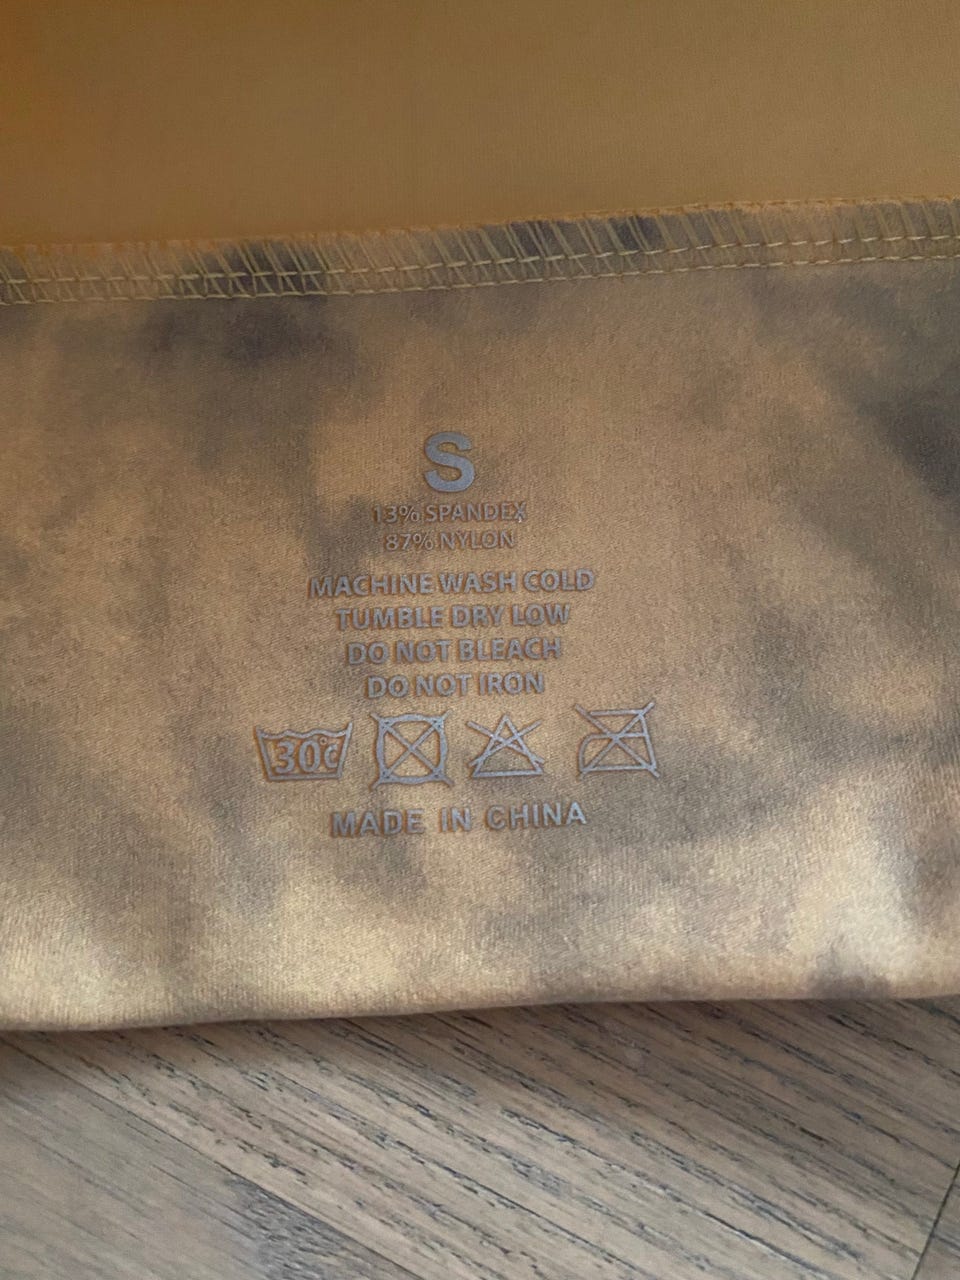 S
13% SPANDEX
87% NYLON
MACHINE WASH COLD
TUMBLE DRY LOW
DO NOT BLEACH
DO NOT IRON
30°C
MADE IN CHINA